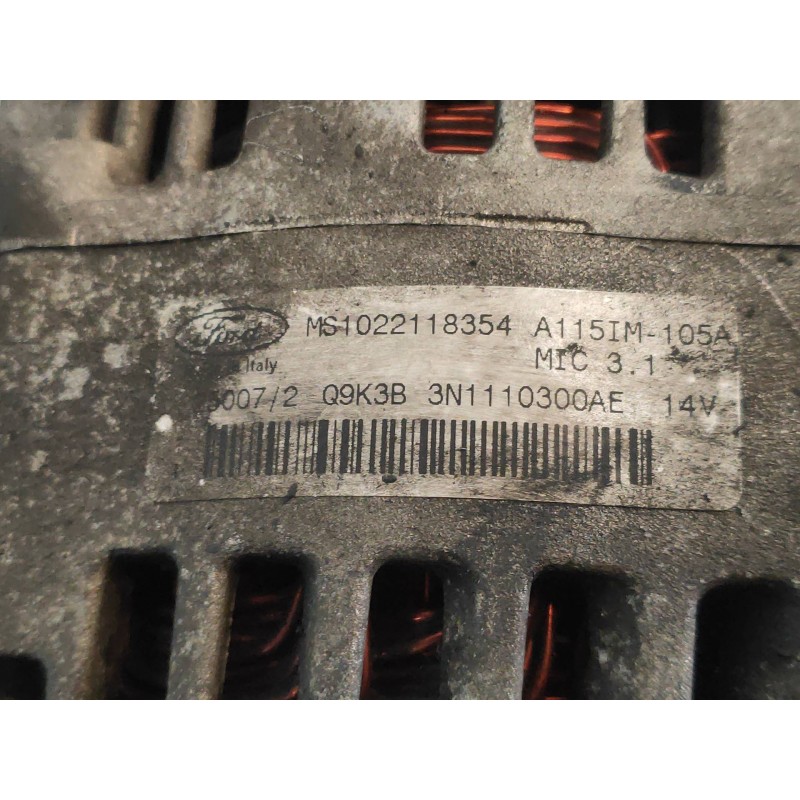 Ford MS1022118354 A115IM-105A
Italy MIC 3.1
007/2 Q9K3B 3N1110300AE 14V